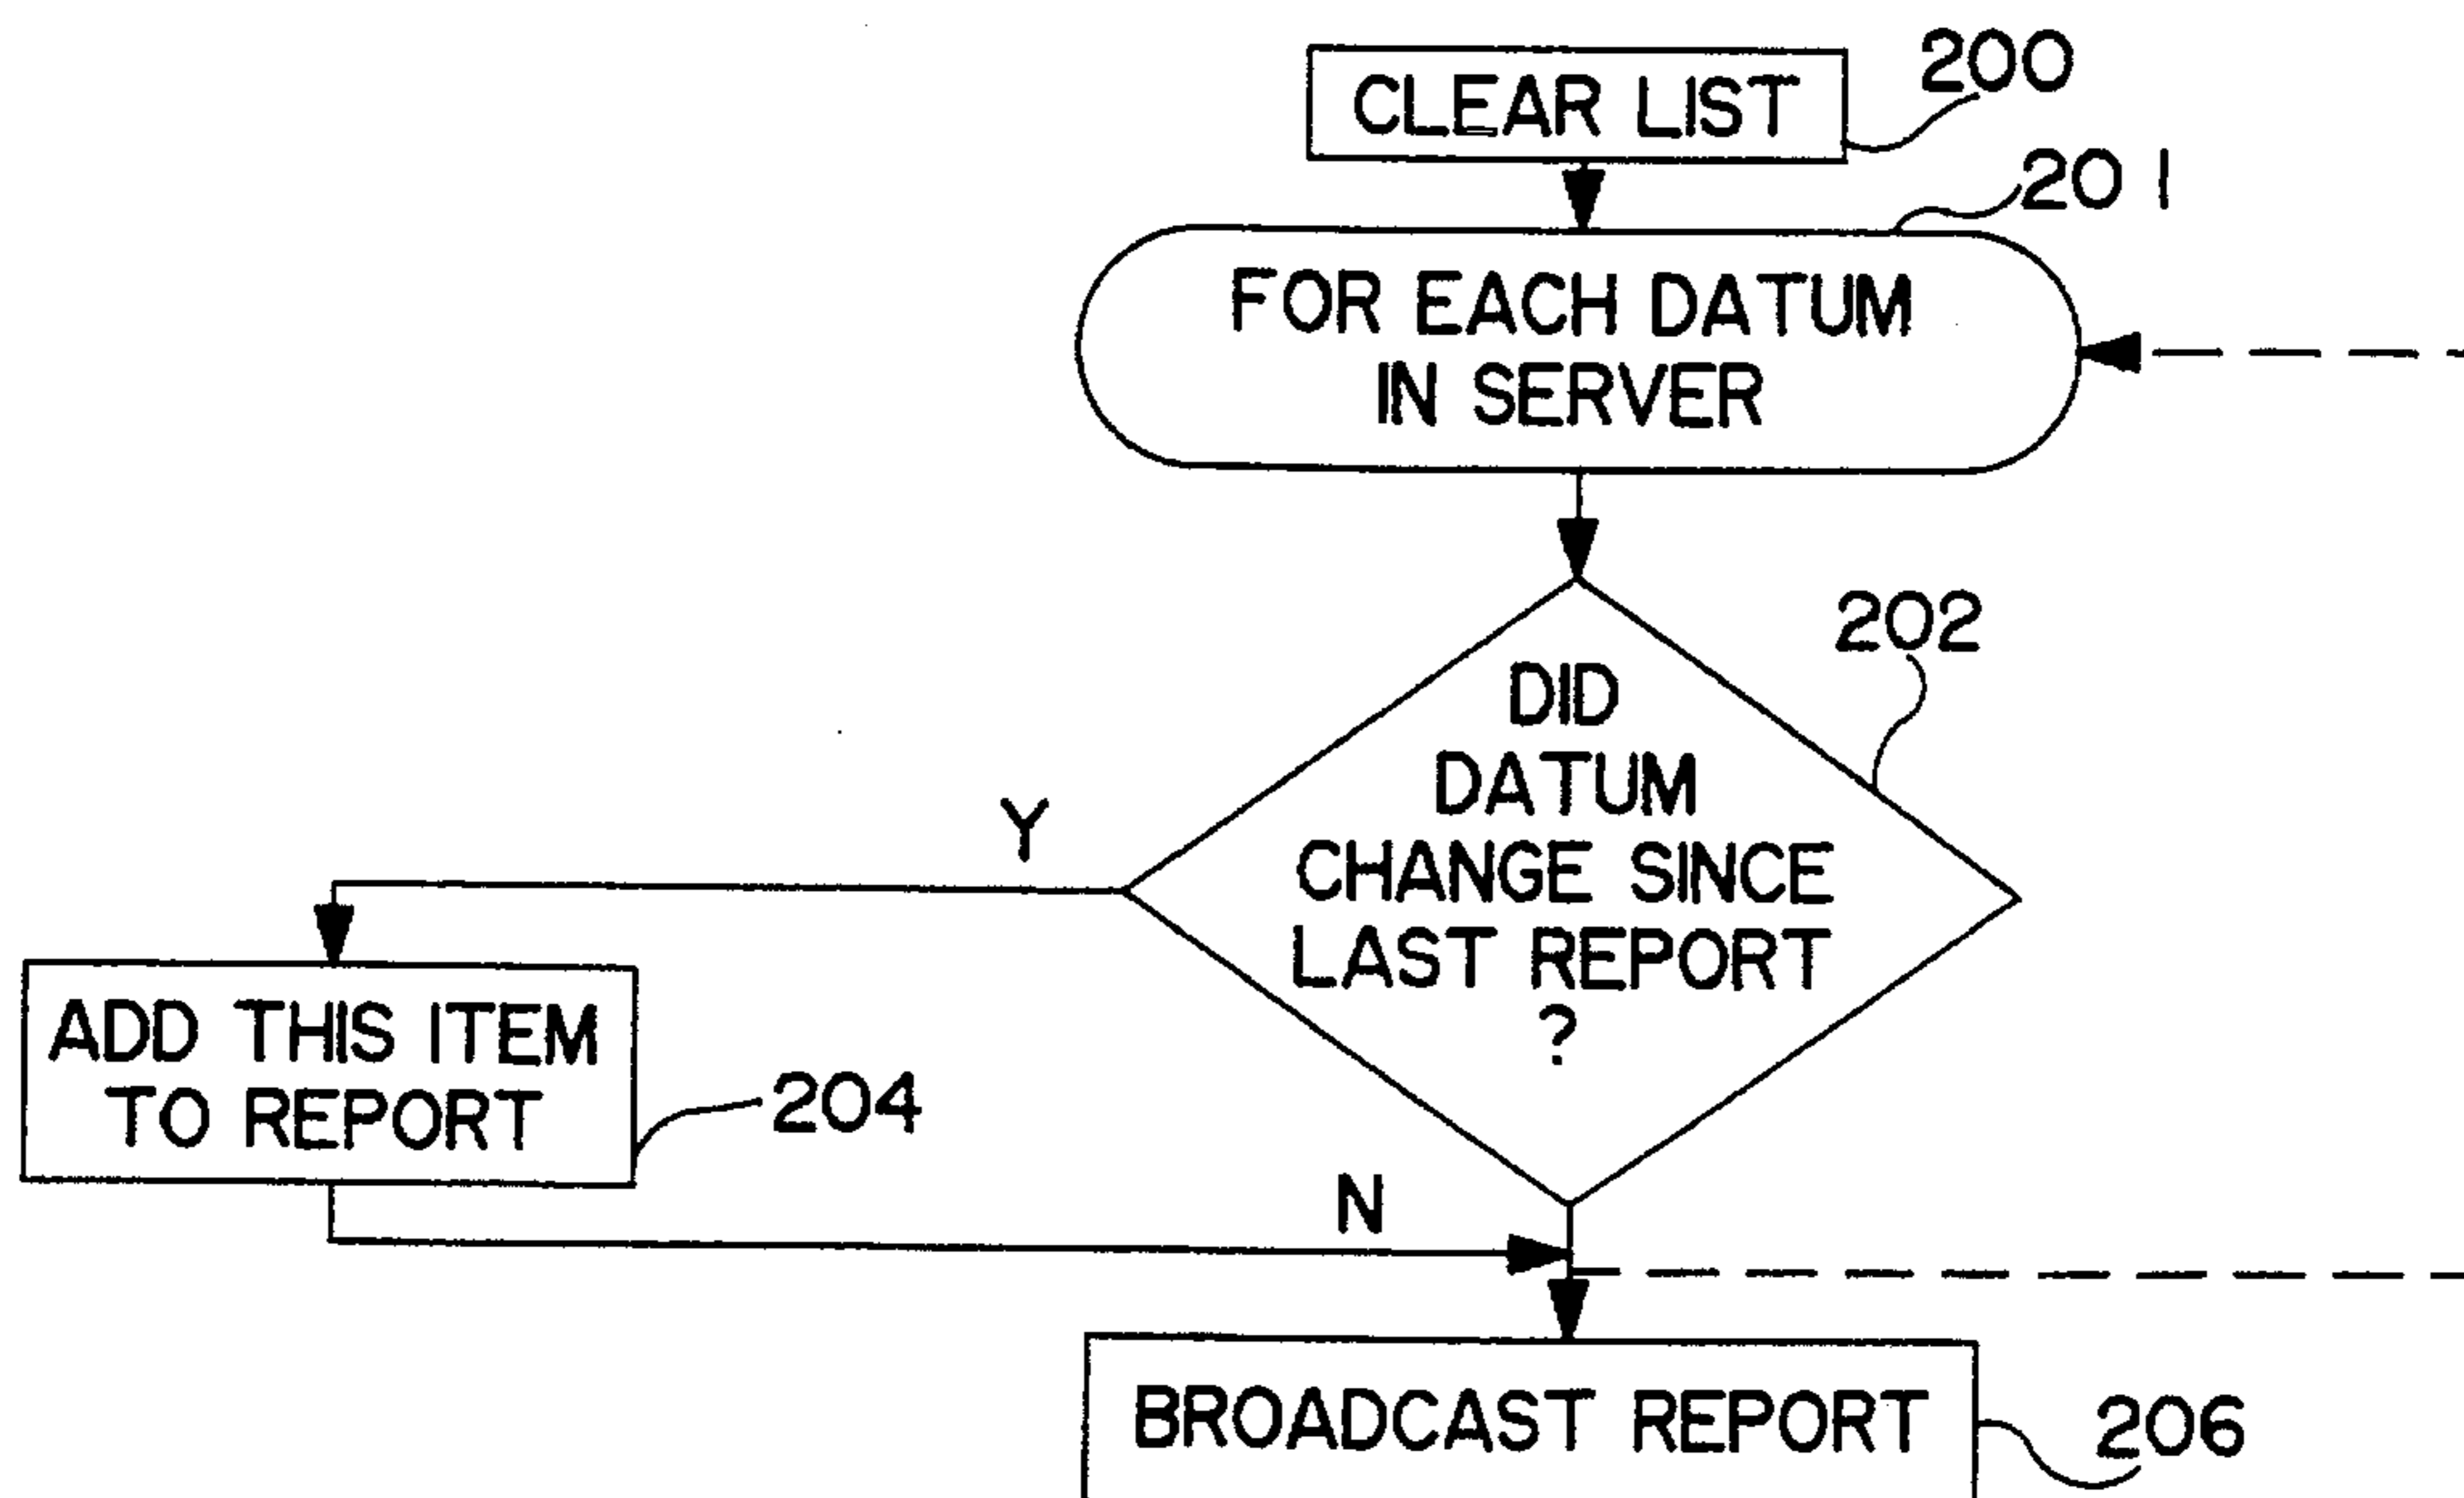 CLEAR LIST
200
201
FOR EACH DATUM
IN SERVER
202
DID
DATUM
CHANGE SINCE
LAST REPORT
?
Y
ADD THIS ITEM
TO REPORT
204
N
BROADCAST REPORT
206